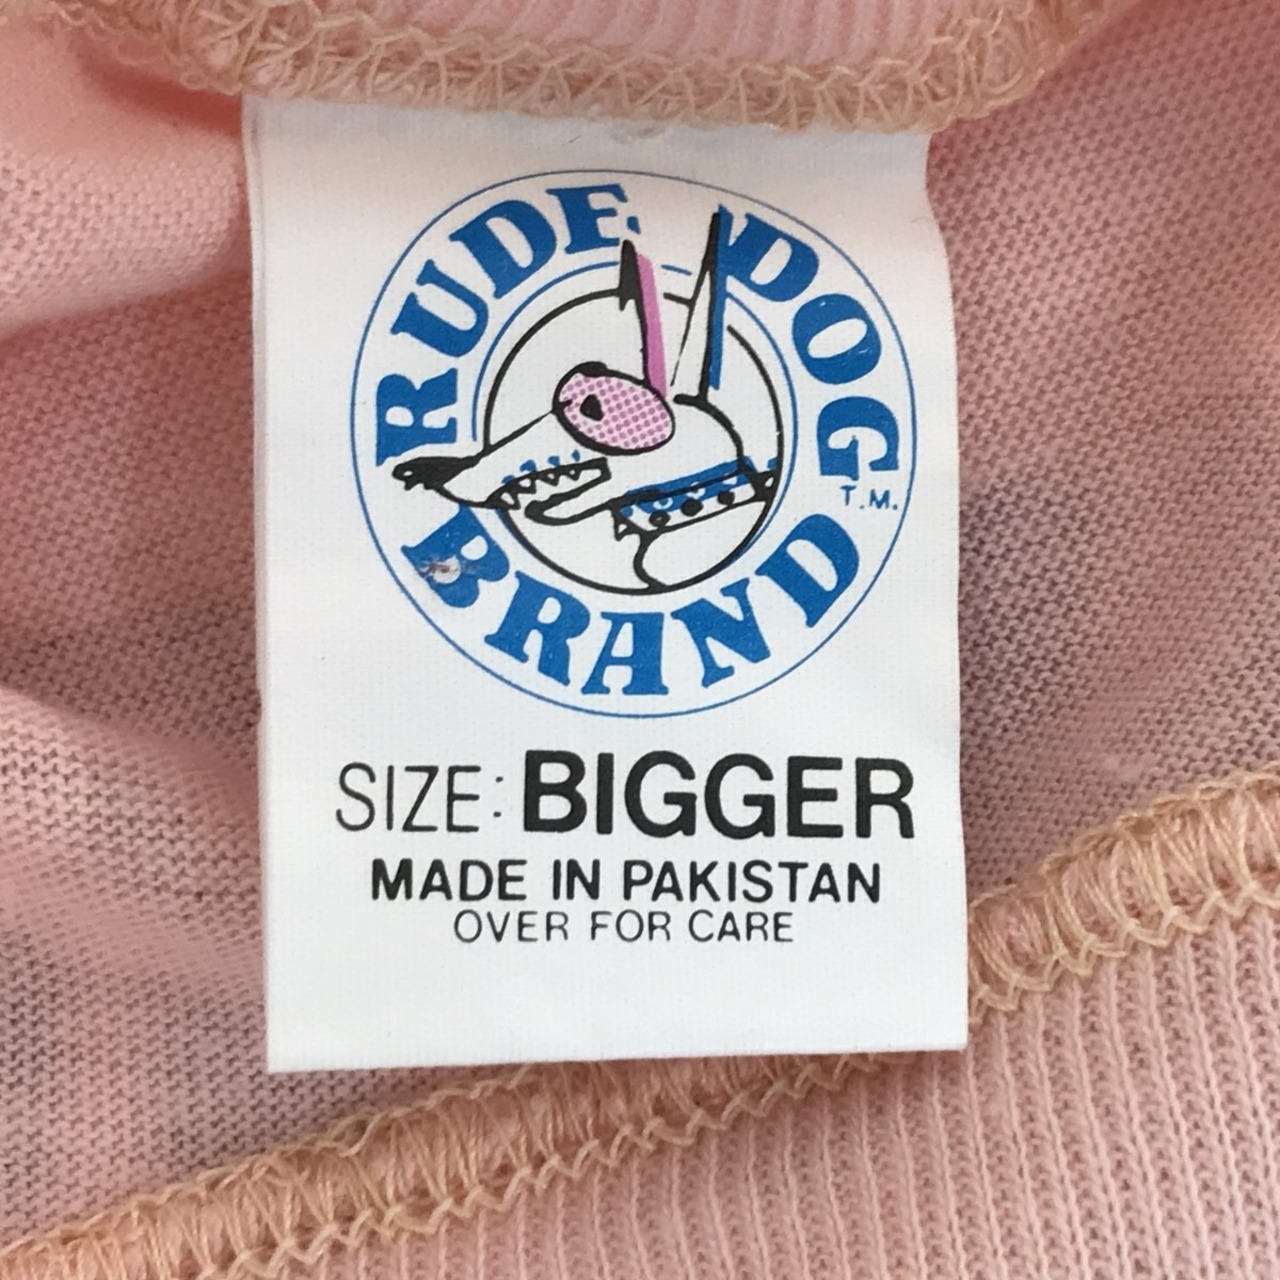 RUDE DOG
T.M.
BRAND
SIZE: BIGGER
MADE IN PAKISTAN
OVER FOR CARE